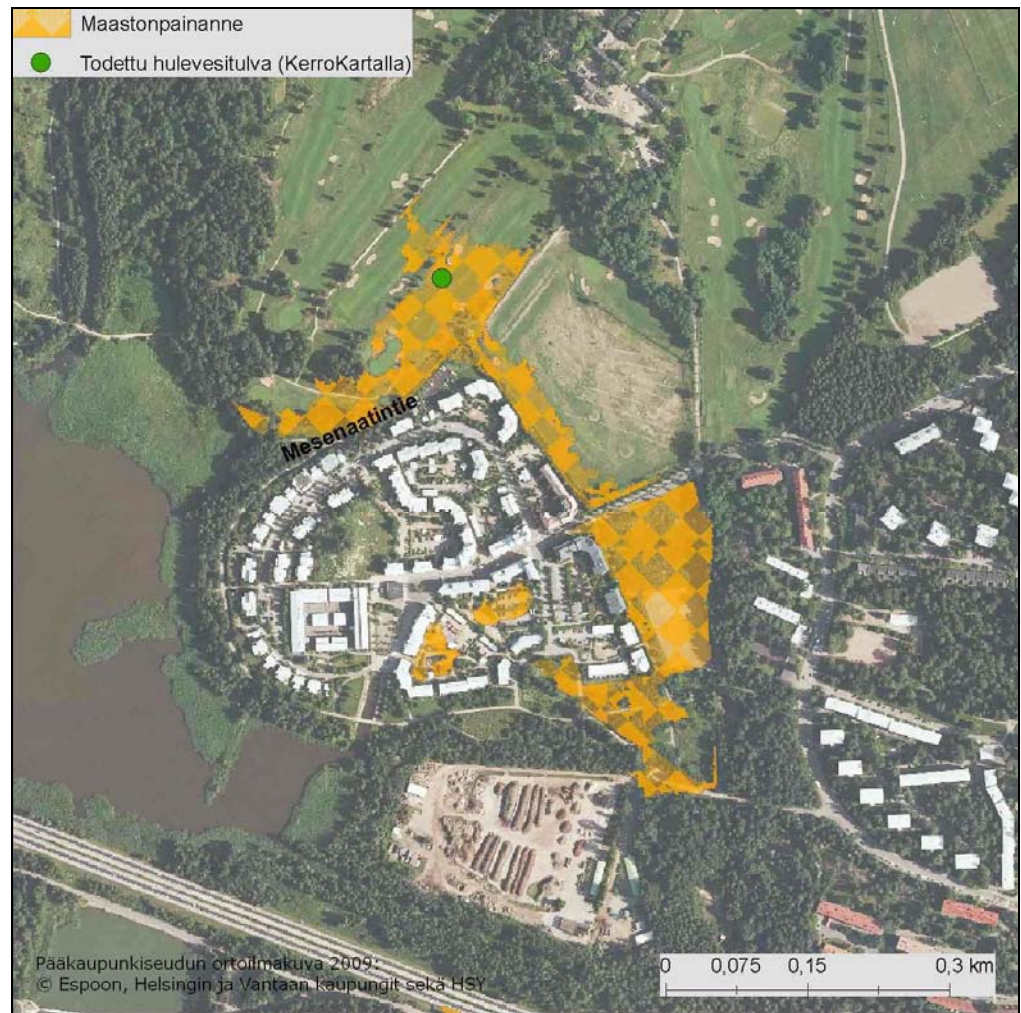 Maastonpainanne
Todettu hulevesitulva (KerroKartalla)
Mesenaatintie
Pääkaupunkiseudun ortoilmakuva 2009:
© Espoon, Helsingin ja Vantaan kaupungit sekä HSY
0 0,075 0,15 0,3 km